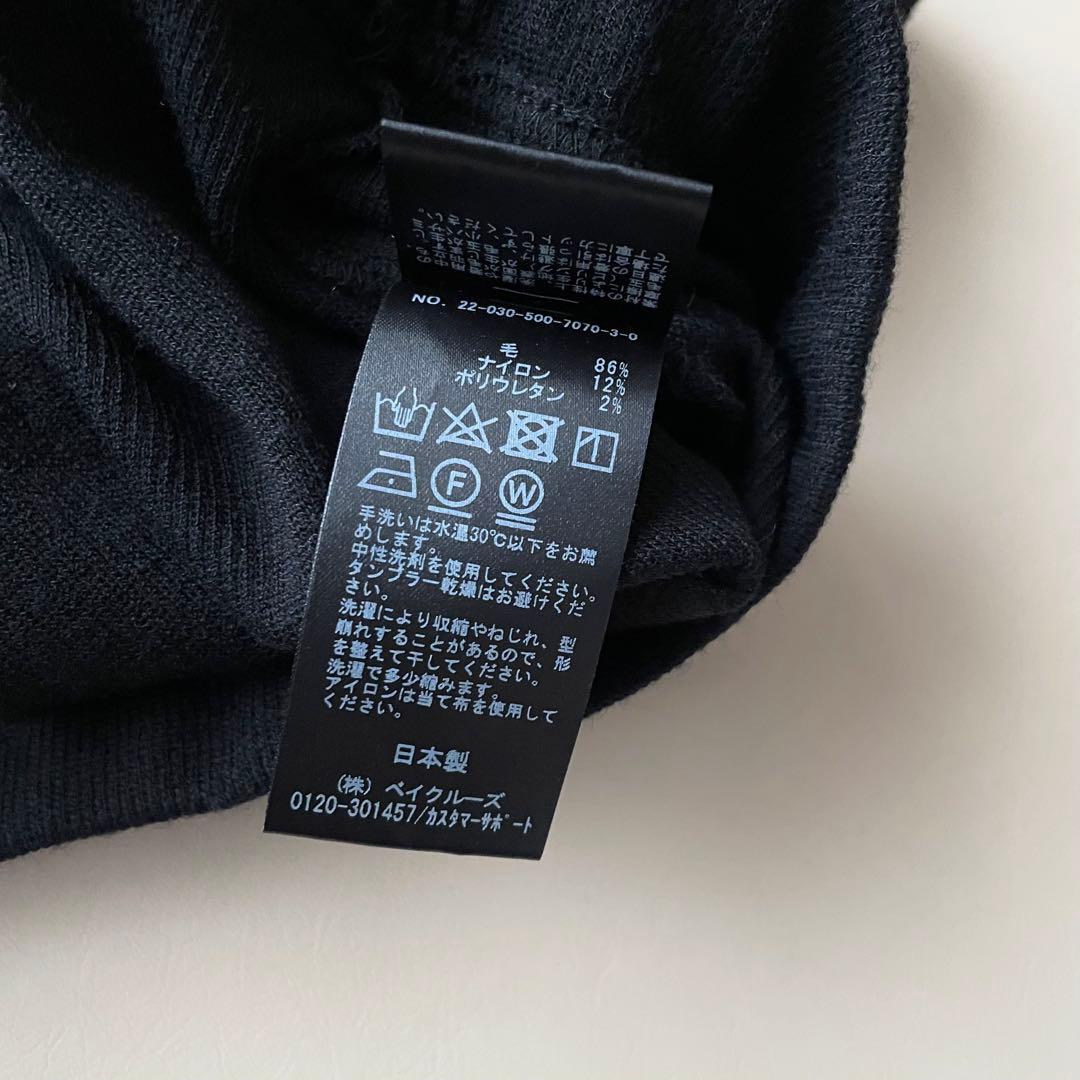 NO. 22-030-500-7070-3-0
毛 86%
ナイロン 12%
ポリウレタン 2%
F W
手洗いは水温30℃以下をお薦
めします。
中性洗剤を使用してください。
タンブラー乾燥はお避けくだ
さい。
洗濯により収縮やねじれ、型
崩れすることがあるので、形
を整えて干してください。
洗濯で多少縮みます。
アイロンは当て布を使用して
ください。
日本製
(株) ベイクルーズ
0120-301457/カスタマーサポート